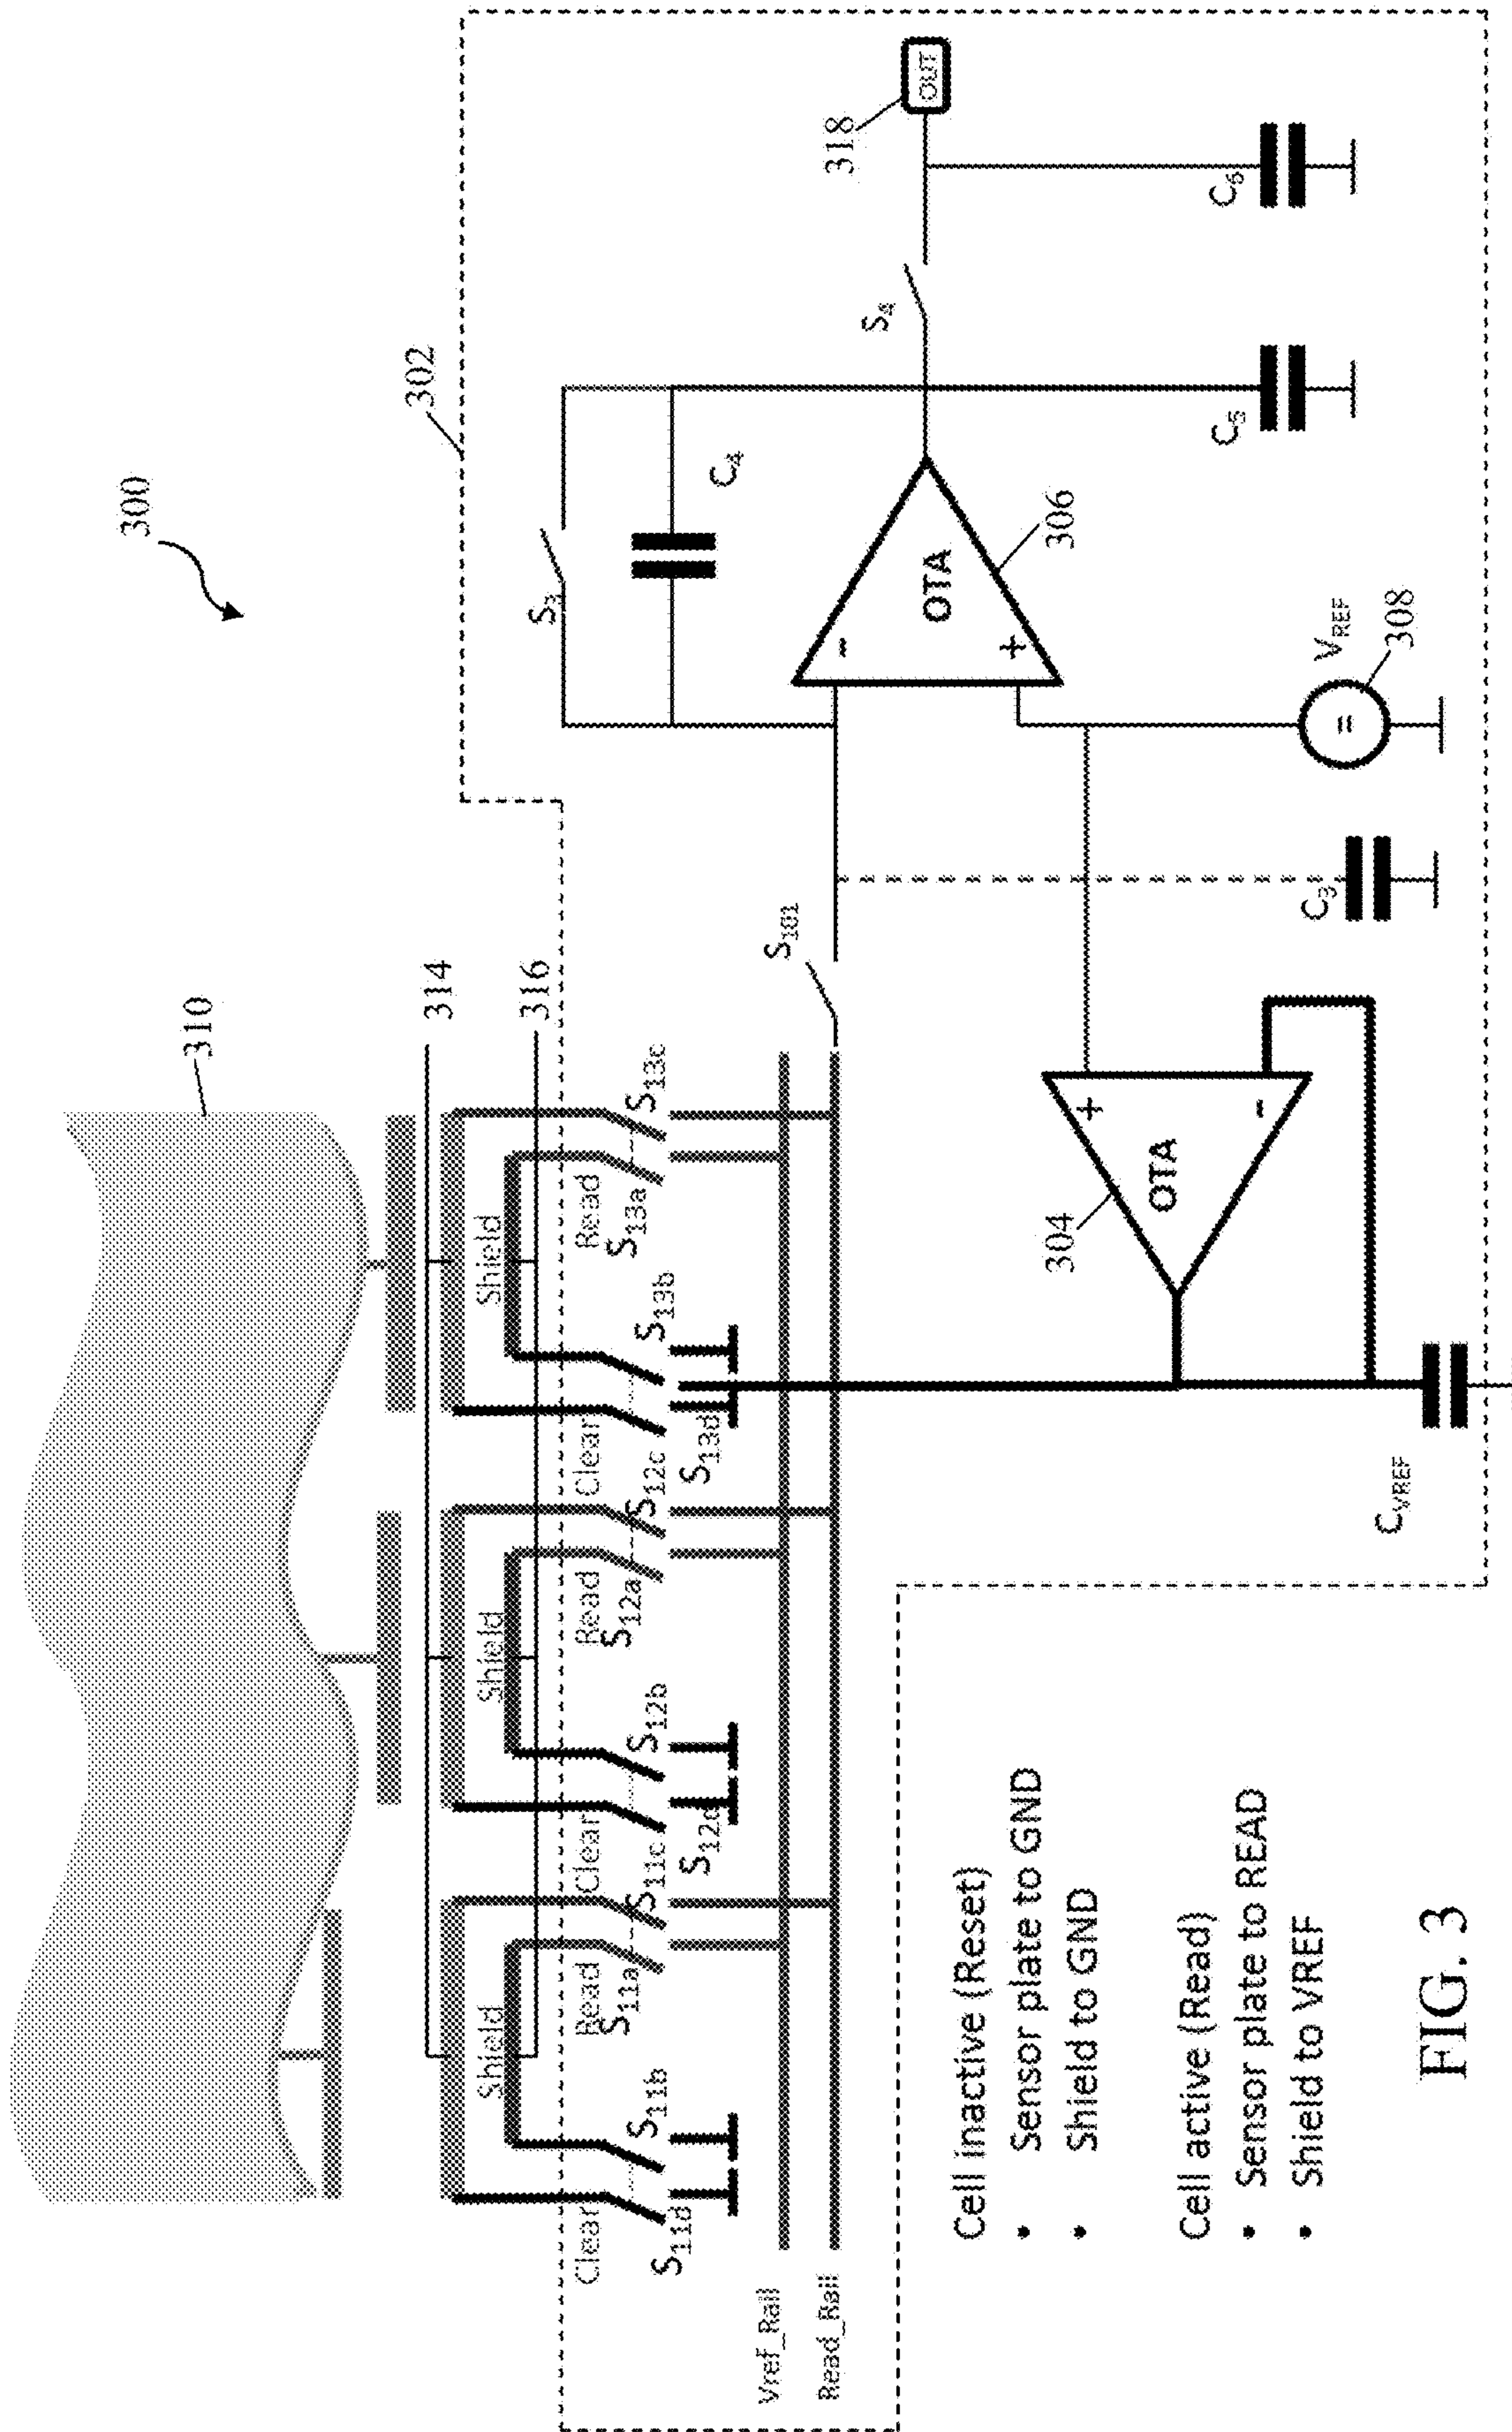 300
302
310
314
316
318
OUT
S₃
C₄
S₄
C₅
C₆
OTA
-
+
306
VREF
=
308
C₃
S₁₀₁
OTA
+
-
304
CVREF
Shield
Shield
Shield
Clear
S₁₁d
S₁₁b
Read
S₁₁a
S₁₁c
Clear
S₁₂d
S₁₂b
Read
S₁₂a
S₁₂c
Clear
S₁₃d
S₁₃b
Read
S₁₃a
S₁₃c
Vref_Rail
Read_Rail
Cell inactive (Reset)
• Sensor plate to GND
• Shield to GND
Cell active (Read)
• Sensor plate to READ
• Shield to VREF
FIG. 3